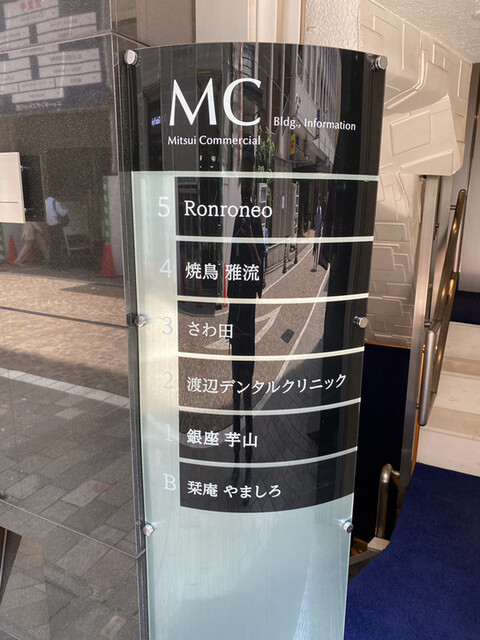 MC Bldg., Information
Mitsui Commercial
5 Ronroneo
4 焼鳥 雅流
3 さわ田
2 渡辺デンタルクリニック
1 銀座 芋山
B 栞庵 やましろ